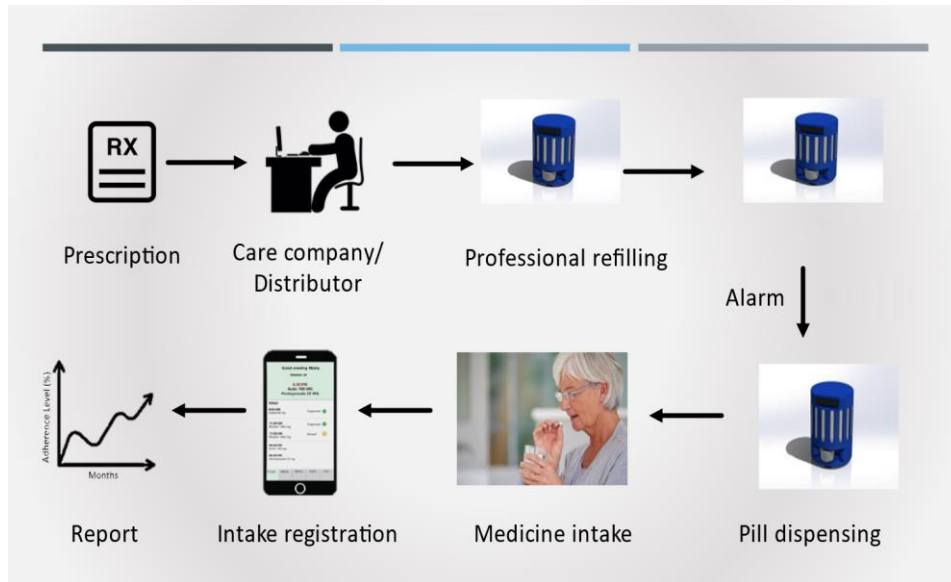 RX
Prescription
Care company/
Distributor
Professional refilling
Alarm
Adherence Level (%)
Months
Report
Intake registration
Medicine intake
Pill dispensing